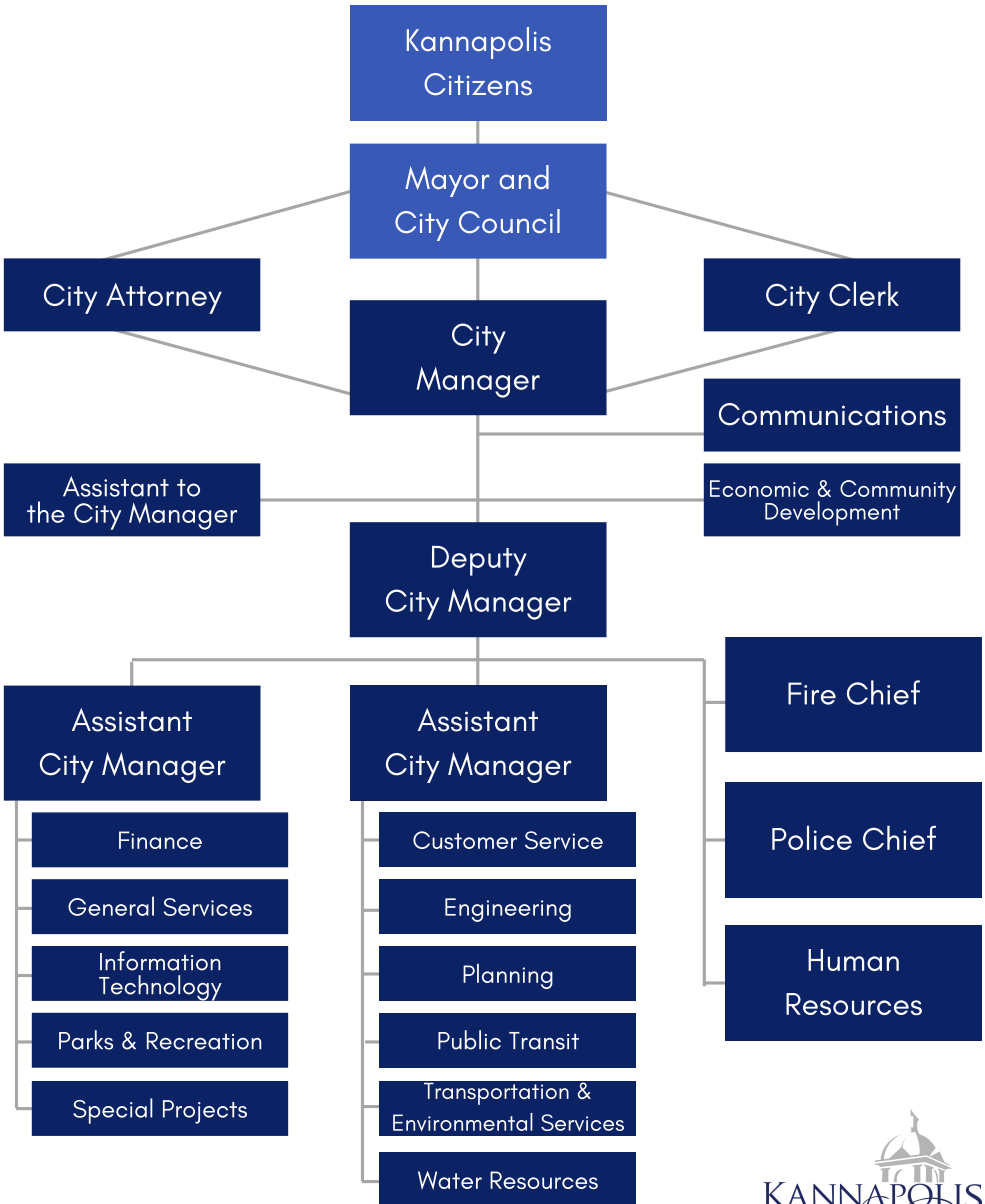 Kannapolis
Citizens
Mayor and
City Council
City Attorney
City Clerk
City
Manager
Communications
Assistant to
the City Manager
Economic & Community
Development
Deputy
City Manager
Assistant
City Manager
Finance
General Services
Information
Technology
Parks & Recreation
Special Projects
Assistant
City Manager
Customer Service
Engineering
Planning
Public Transit
Transportation &
Environmental Services
Water Resources
Fire Chief
Police Chief
Human
Resources
KANNAPOLIS